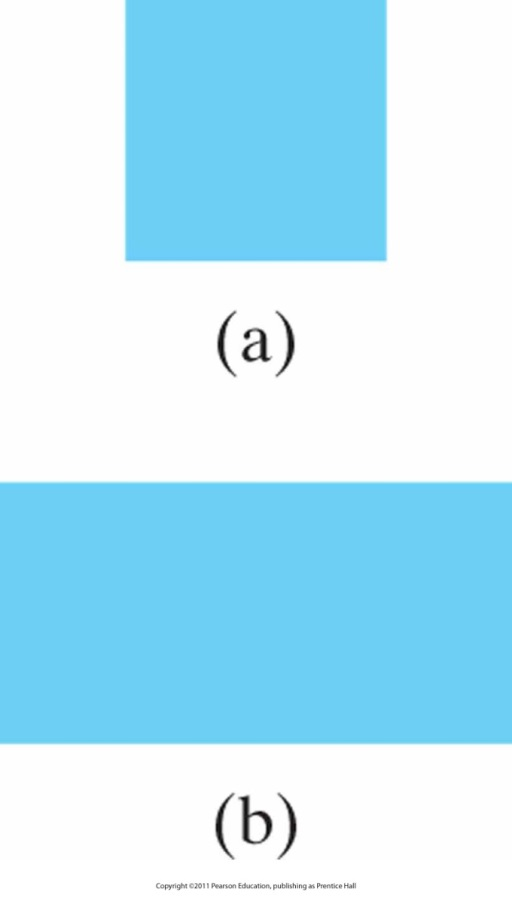 (a)
(b)
Copyright ©2011 Pearson Education, publishing as Prentice Hall